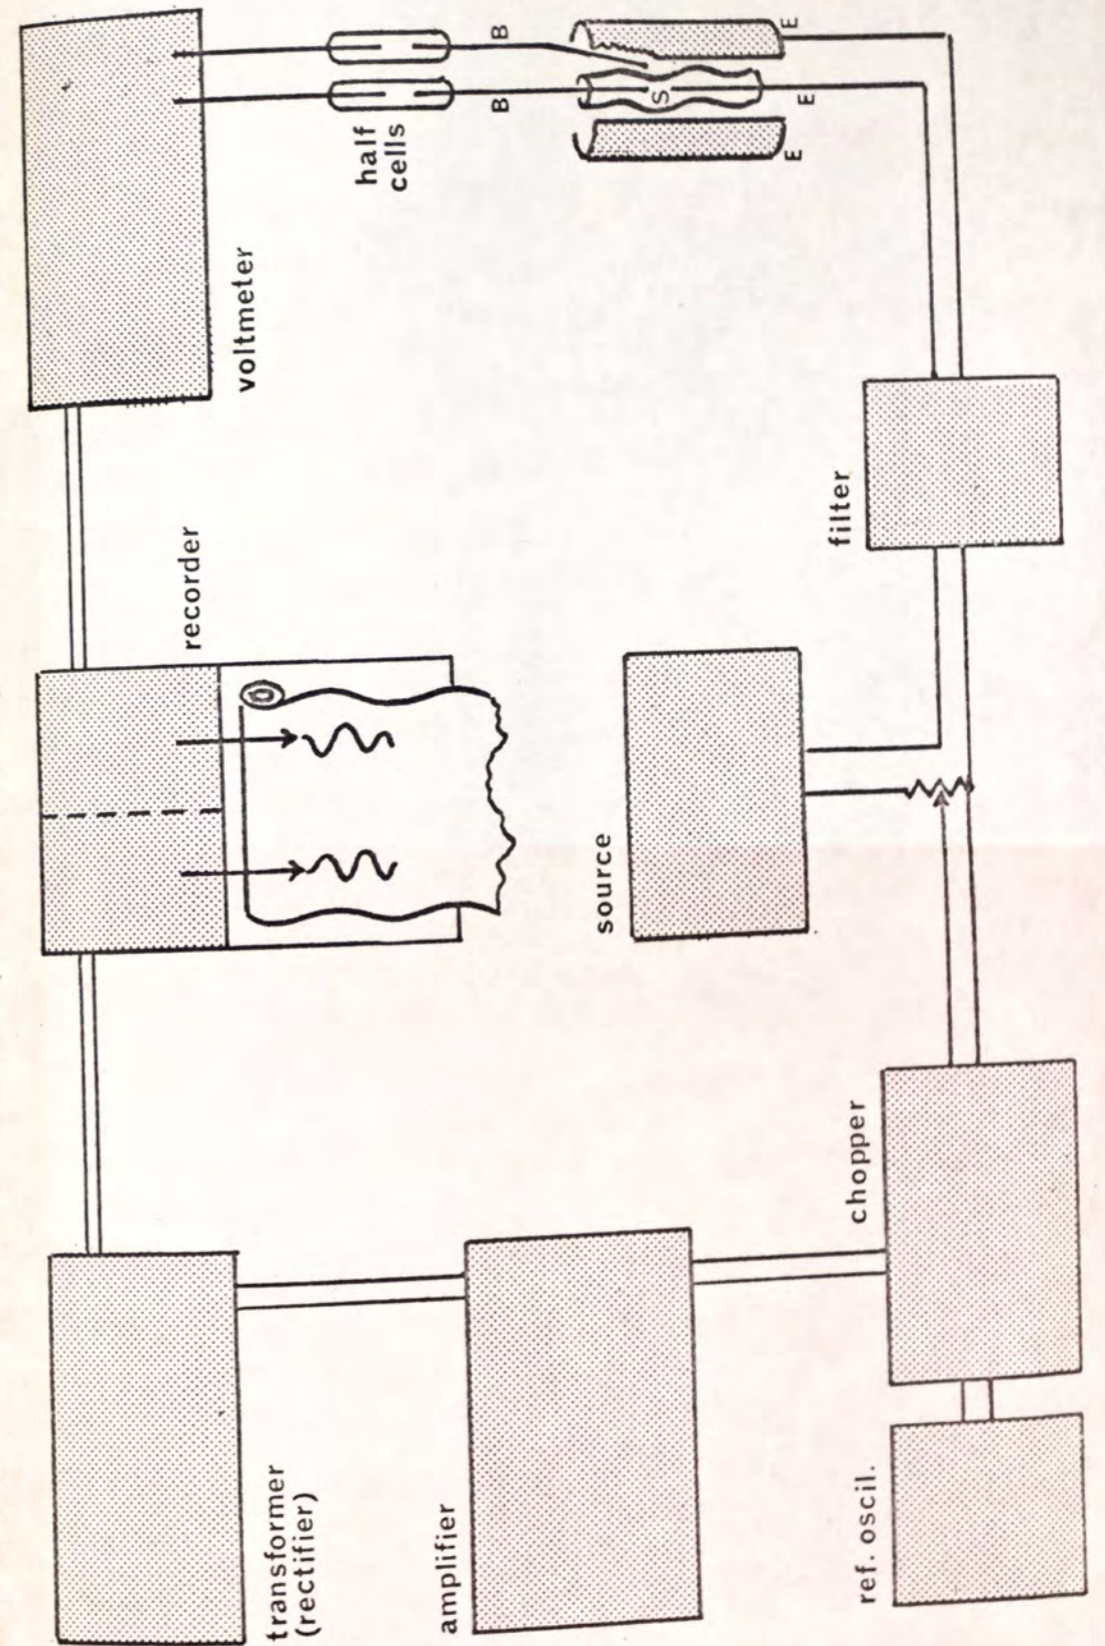 recorder
voltmeter
transformer
(rectifier)
half
cells
amplifier
B
B
source
S
E
E
E
filter
chopper
ref. oscil.